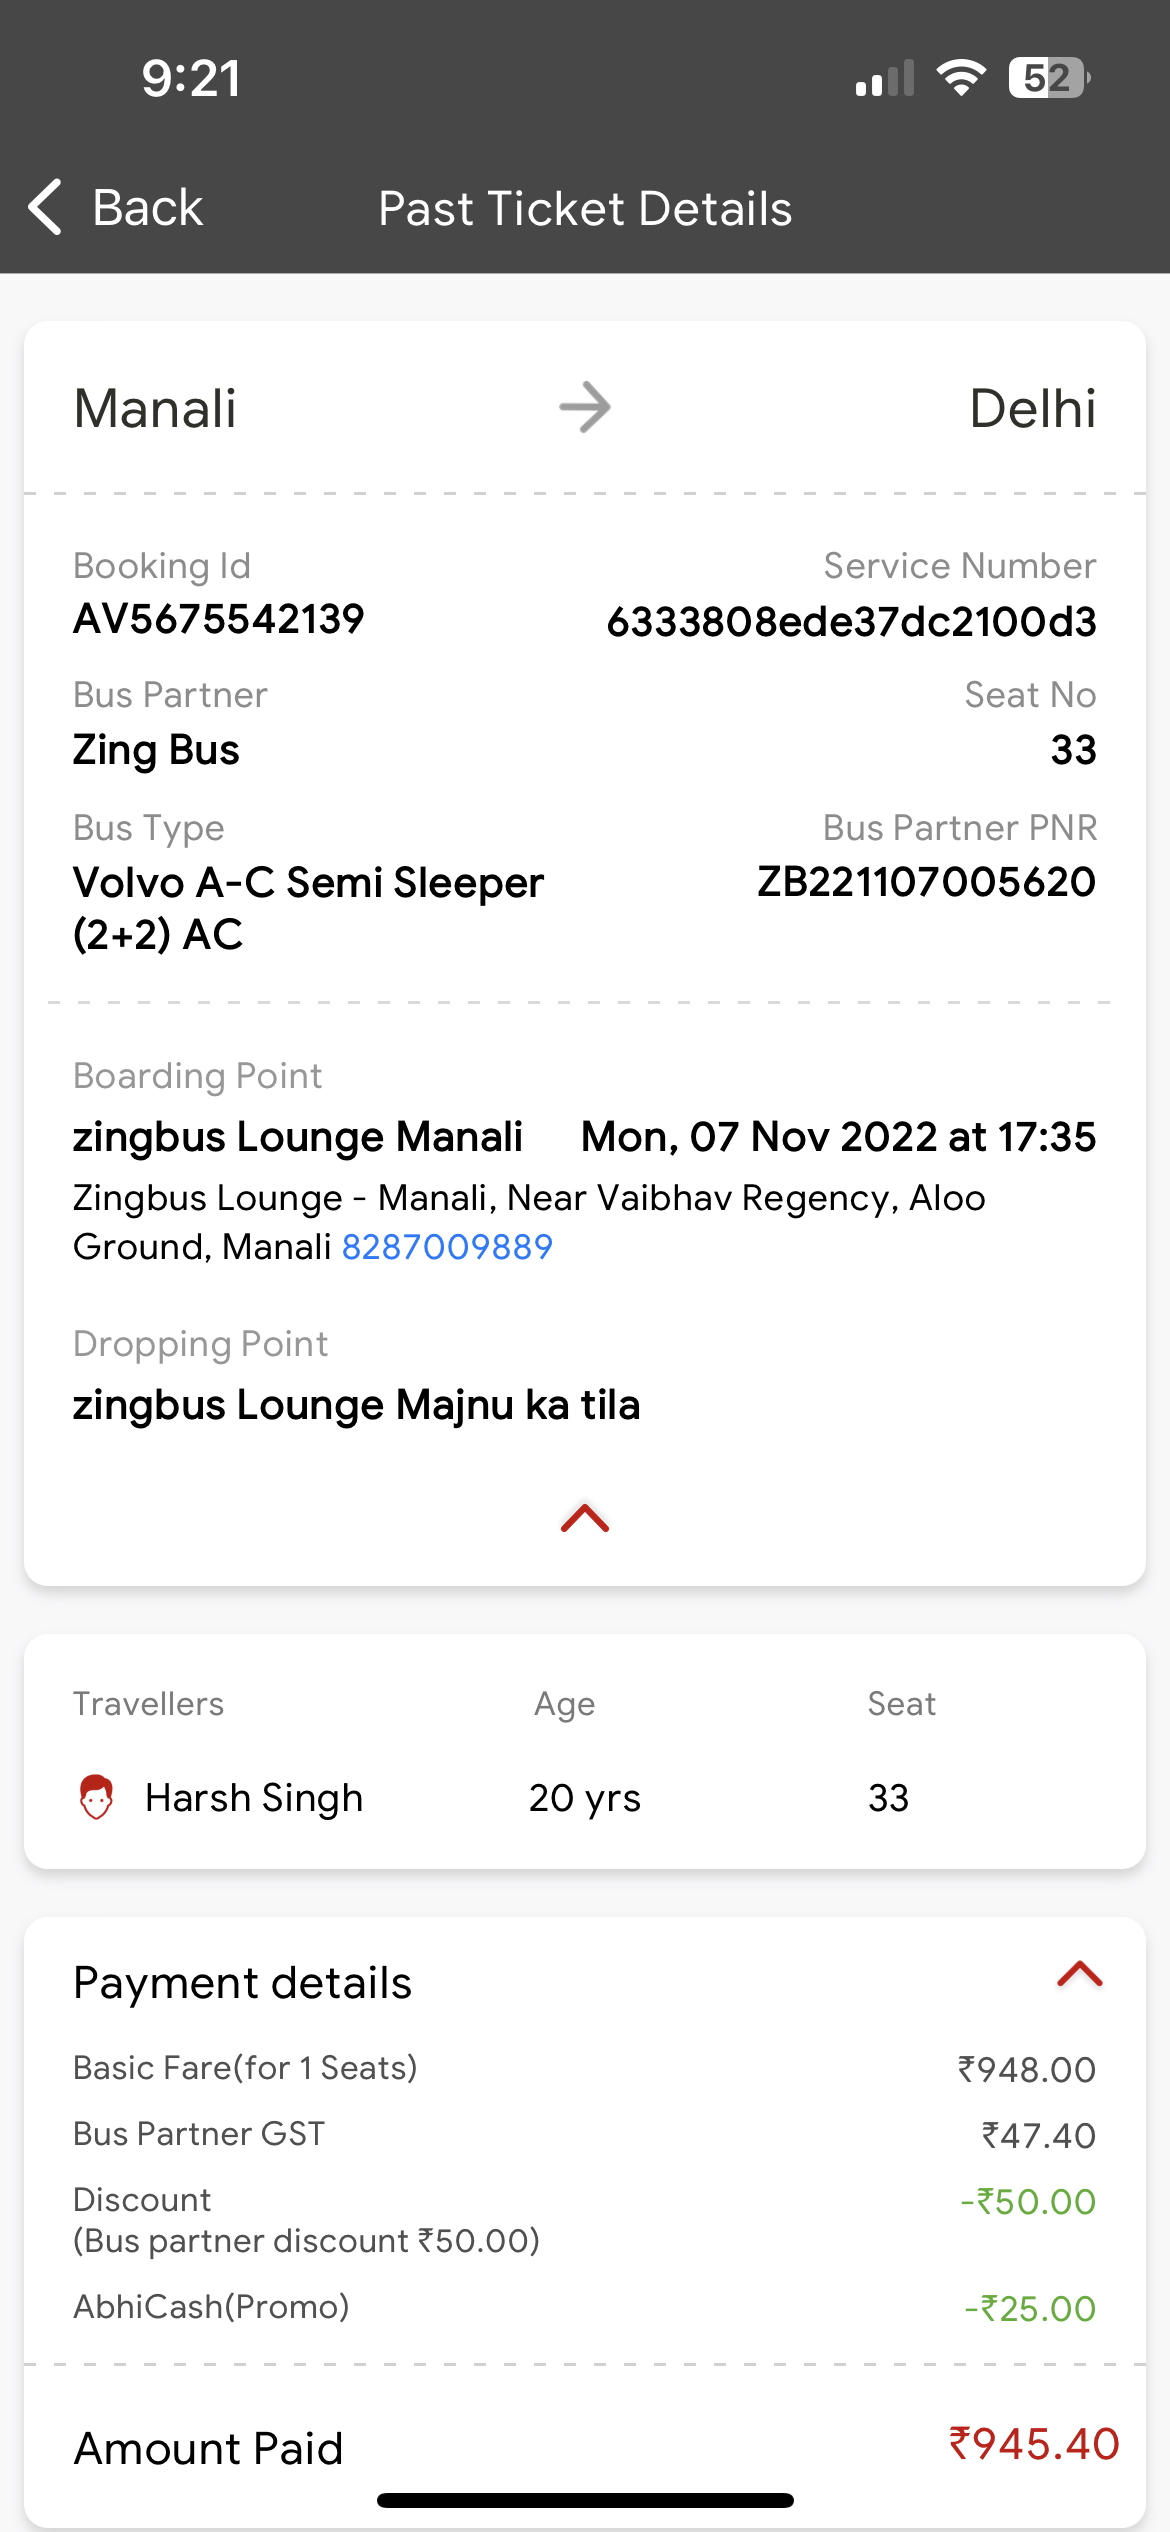 9:21
52
Back
Past Ticket Details
Manali
Delhi
Booking Id
Service Number
AV5675542139
6333808ede37dc2100d3
Bus Partner
Seat No
Zing Bus
33
Bus Type
Bus Partner PNR
Volvo A-C Semi Sleeper
ZB221107005620
(2+2) AC
Boarding Point
zingbus Lounge Manali
Mon, 07 Nov 2022 at 17:35
Zingbus Lounge - Manali, Near Vaibhav Regency, Aloo
Ground, Manali 8287009889
Dropping Point
zingbus Lounge Majnu ka tila
Travellers
Age
Seat
Harsh Singh
20 yrs
33
Payment details
Basic Fare(for 1 Seats)
₹948.00
Bus Partner GST
₹47.40
Discount
-₹50.00
(Bus partner discount ₹50.00)
AbhiCash(Promo)
-₹25.00
Amount Paid
₹945.40